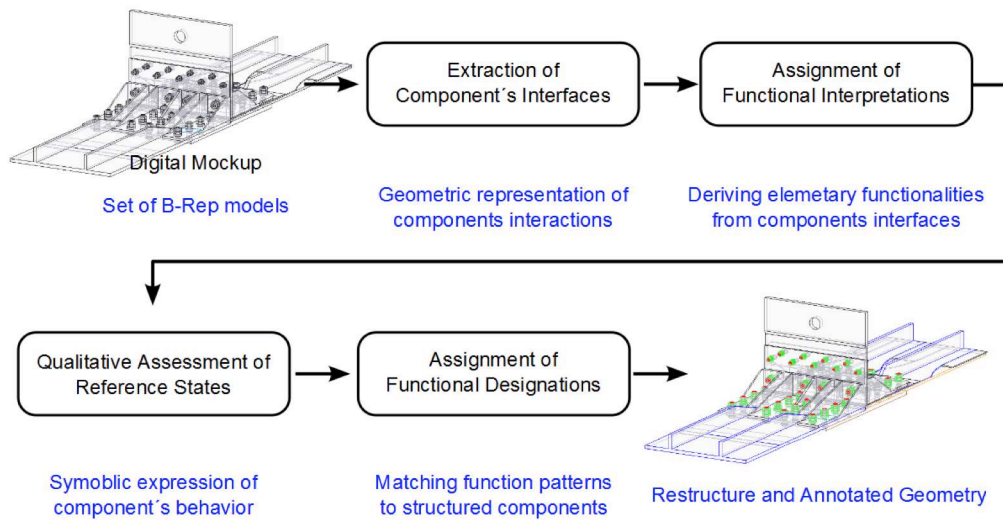 Extraction of
Component´s Interfaces
Assignment of
Functional Interpretations
Digital Mockup
Set of B-Rep models
Geometric representation of
components interactions
Deriving elemetary functionalities
from components interfaces
Qualitative Assessment of
Reference States
Assignment of
Functional Designations
Symoblic expression of
component´s behavior
Matching function patterns
to structured components
Restructure and Annotated Geometry